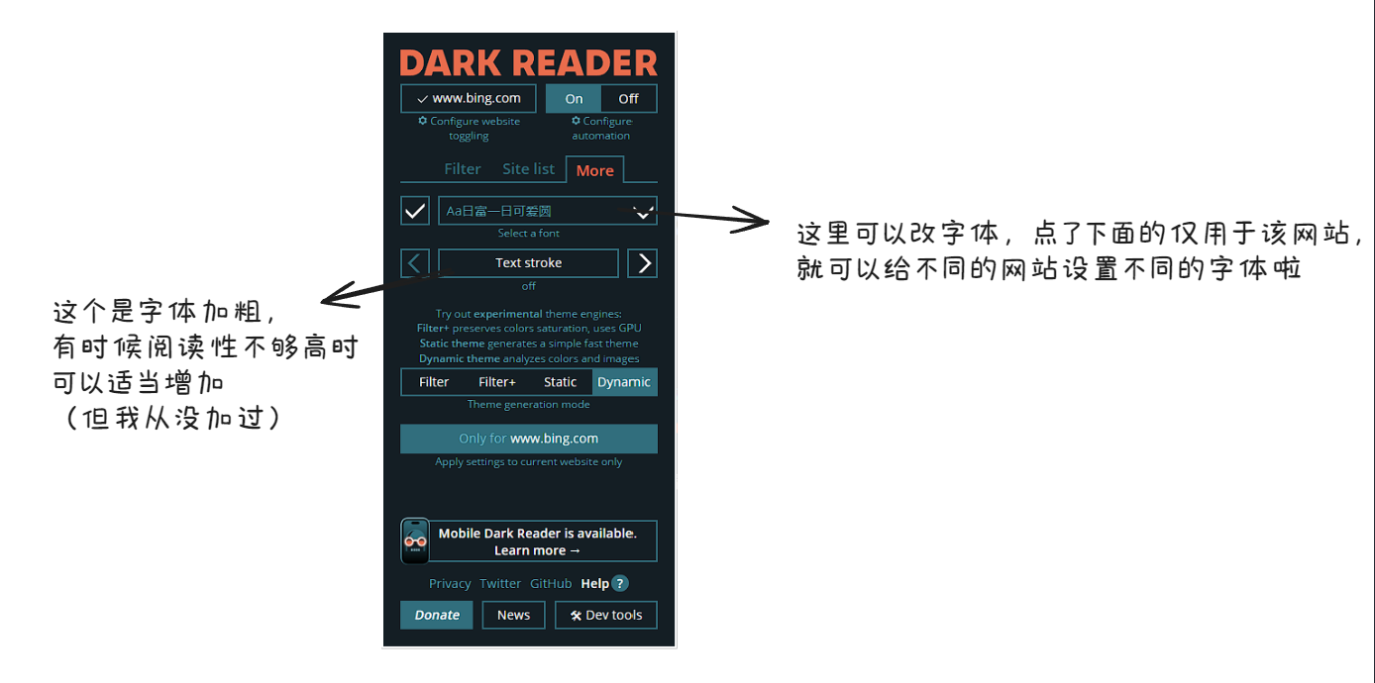 DARK READER
www.bing.com
On
Off
Configure website
toggling
Configure
automation
Filter
Site list
More
Aa日富一日可爱圆
Select a font
Text stroke
off
Try out experimental theme engines:
Filter+ preserves colors saturation, uses GPU
Static theme generates a simple fast theme
Dynamic theme analyzes colors and images
Filter
Filter+
Static
Dynamic
Theme generation mode
Only for www.bing.com
Apply settings to current website only
Mobile Dark Reader is available.
Learn more →
Privacy
Twitter
GitHub
Help ?
Donate
News
Dev tools
这里可以改字体，点了下面的仅用于该网站，
就可以给不同的网站设置不同的字体啦
这个是字体加粗，
有时候阅读性不够高时
可以适当增加
（但我从没加过）